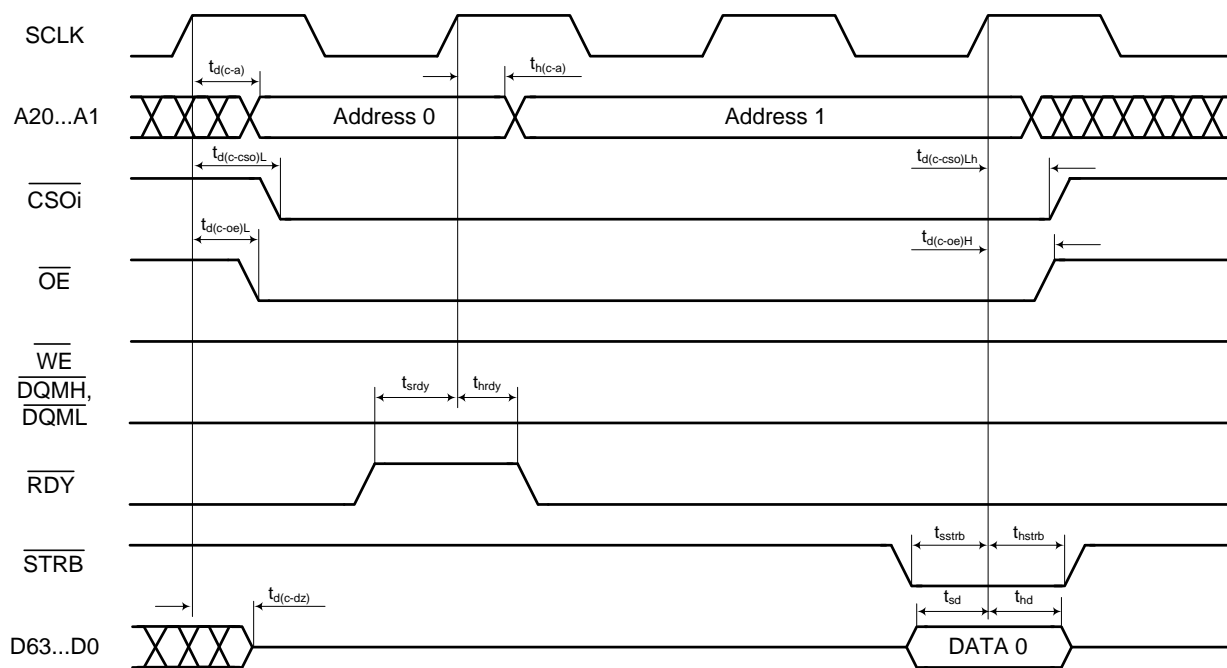 SCLK
t_d(c-a)
t_h(c-a)
A20...A1
Address 0
Address 1
t_d(c-cso)L
t_d(c-cso)Lh
CSOi
t_d(c-oe)L
t_d(c-oe)H
OE
WE
DQMH,
DQML
t_srdy
t_hrdy
RDY
t_sstrb
t_hstrb
STRB
t_d(c-dz)
t_sd
t_hd
D63...D0
DATA 0